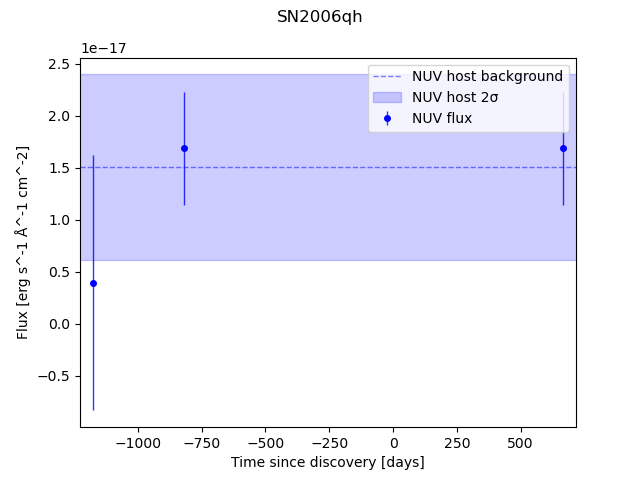 SN2006qh
1e−17
NUV host background
NUV host 2σ
NUV flux
2.5
2.0
1.5
1.0
0.5
0.0
−0.5
Flux [erg s^-1 Å^-1 cm^-2]
−1000 −750 −500 −250 0 250 500
Time since discovery [days]